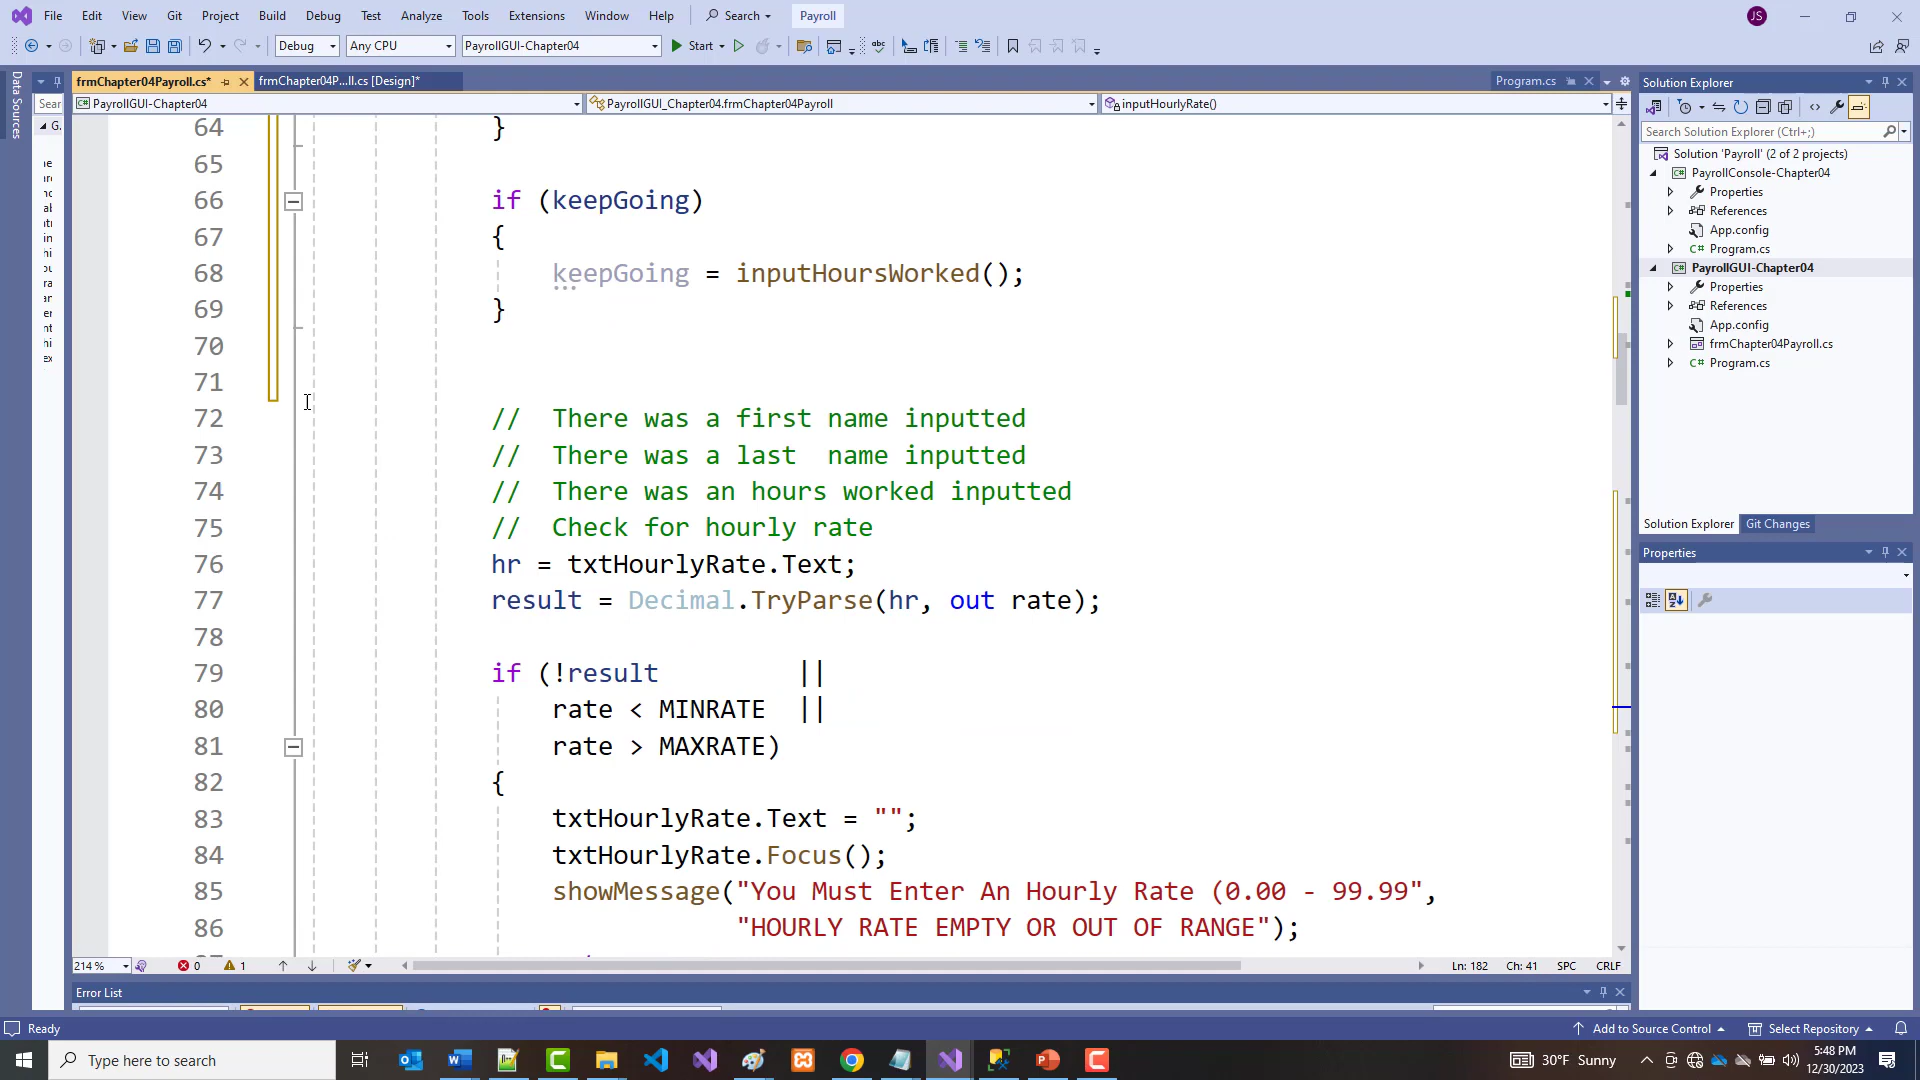 File Edit View Git Project Build Debug Test Analyze Tools Extensions Window Help Search Payroll JS
Debug Any CPU PayrollGUI-Chapter04 Start
Data Sources
frmChapter04Payroll.cs* frmChapter04P...ll.cs [Design]* Program.cs
PayrollGUI-Chapter04 PayrollGUI_Chapter04.frmChapter04Payroll inputHourlyRate()
64 }
65
66 if (keepGoing)
67 {
68 keepGoing = inputHoursWorked();
69 }
70
71
72 // There was a first name inputted
73 // There was a last name inputted
74 // There was an hours worked inputted
75 // Check for hourly rate
76 hr = txtHourlyRate.Text;
77 result = Decimal.TryParse(hr, out rate);
78
79 if (!result ||
80 rate < MINRATE ||
81 rate > MAXRATE)
82 {
83 txtHourlyRate.Text = "";
84 txtHourlyRate.Focus();
85 showMessage("You Must Enter An Hourly Rate (0.00 - 99.99",
86 "HOURLY RATE EMPTY OR OUT OF RANGE");
214 % 0 1 Ln: 182 Ch: 41 SPC CRLF
Error List
Solution Explorer
Search Solution Explorer (Ctrl+;)
Solution 'Payroll' (2 of 2 projects)
PayrollConsole-Chapter04
Properties
References
App.config
C# Program.cs
PayrollGUI-Chapter04
Properties
References
App.config
frmChapter04Payroll.cs
C# Program.cs
Solution Explorer Git Changes
Properties
Ready Add to Source Control Select Repository
Type here to search 30°F Sunny 5:48 PM
12/30/2023